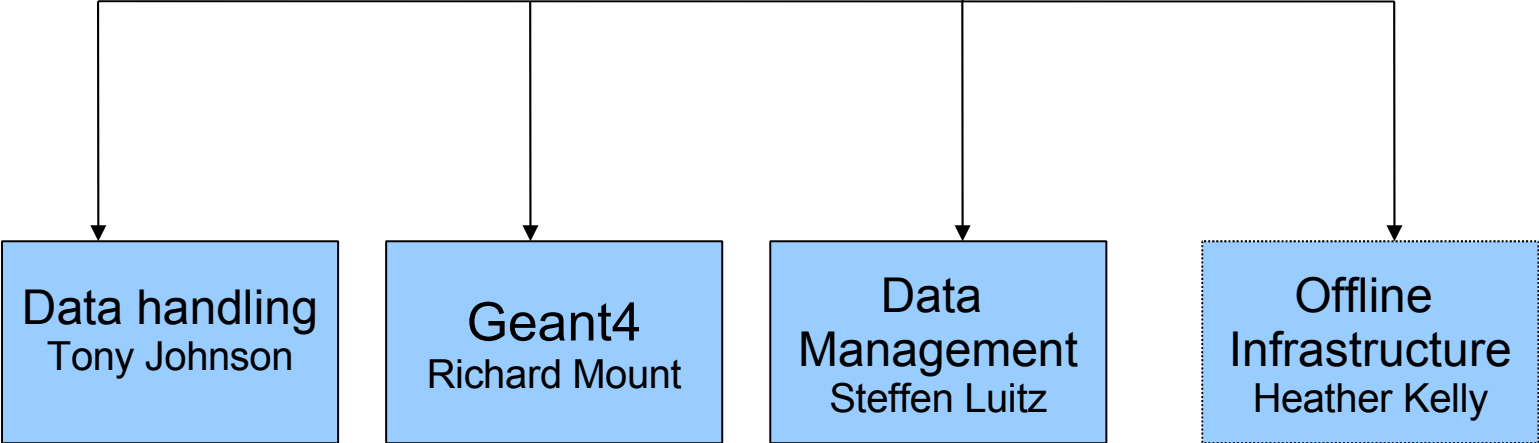 Data handling
Tony Johnson
Geant4
Richard Mount
Data
Management
Steffen Luitz
Offline
Infrastructure
Heather Kelly